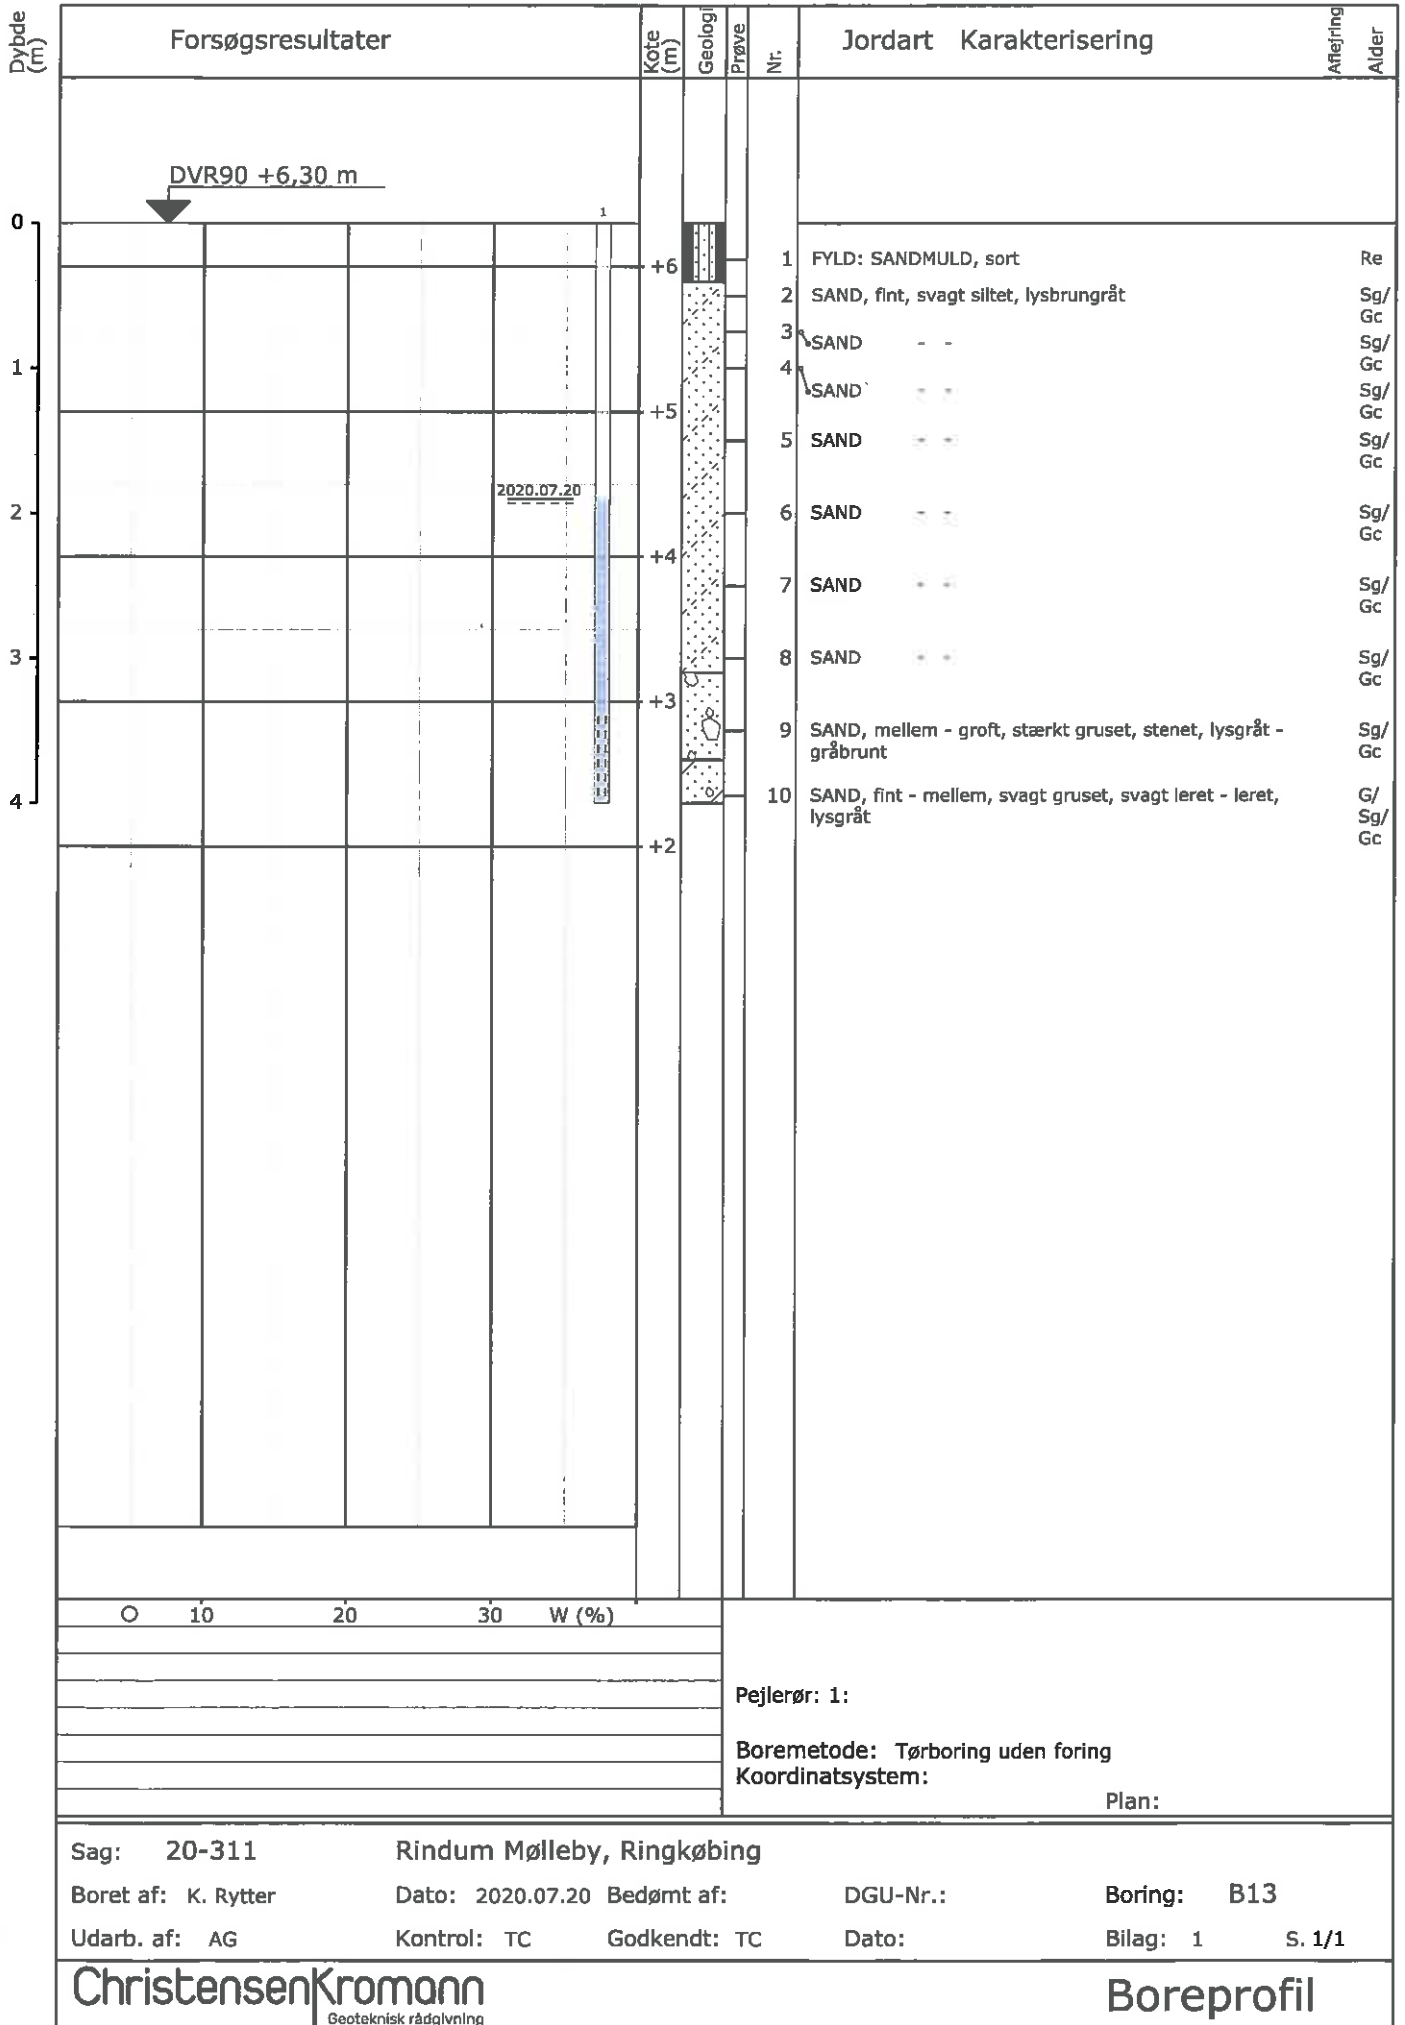 Dybde (m)
Forsøgsresultater
Kote (m)
Geologi
Prøve
Nr.
Jordart Karakterisering
Aflejring
Alder
DVR90 +6,30 m
1
0
+6
1 FYLD: SANDMULD, sort Re
2 SAND, fint, svagt siltet, lysbrungråt Sg/
Gc
3 SAND - - Sg/
Gc
1
4 SAND - - Sg/
Gc
+5
5 SAND - - Sg/
Gc
2020.07.20
2
6 SAND - - Sg/
Gc
+4
7 SAND - - Sg/
Gc
3
8 SAND - - Sg/
Gc
+3
9 SAND, mellem - groft, stærkt gruset, stenet, lysgråt - Sg/
gråbrunt Gc
4
10 SAND, fint - mellem, svagt gruset, svagt leret - leret, G/
lysgråt Sg/
Gc
+2
O 10 20 30 W (%)
Pejlerør: 1:
Boremetode: Tørboring uden foring
Koordinatsystem:
Plan:
Sag: 20-311 Rindum Mølleby, Ringkøbing
Boret af: K. Rytter Dato: 2020.07.20 Bedømt af: DGU-Nr.: Boring: B13
Udarb. af: AG Kontrol: TC Godkendt: TC Dato: Bilag: 1 S. 1/1
ChristensenKromann
Geoteknisk rådgivning
Boreprofil